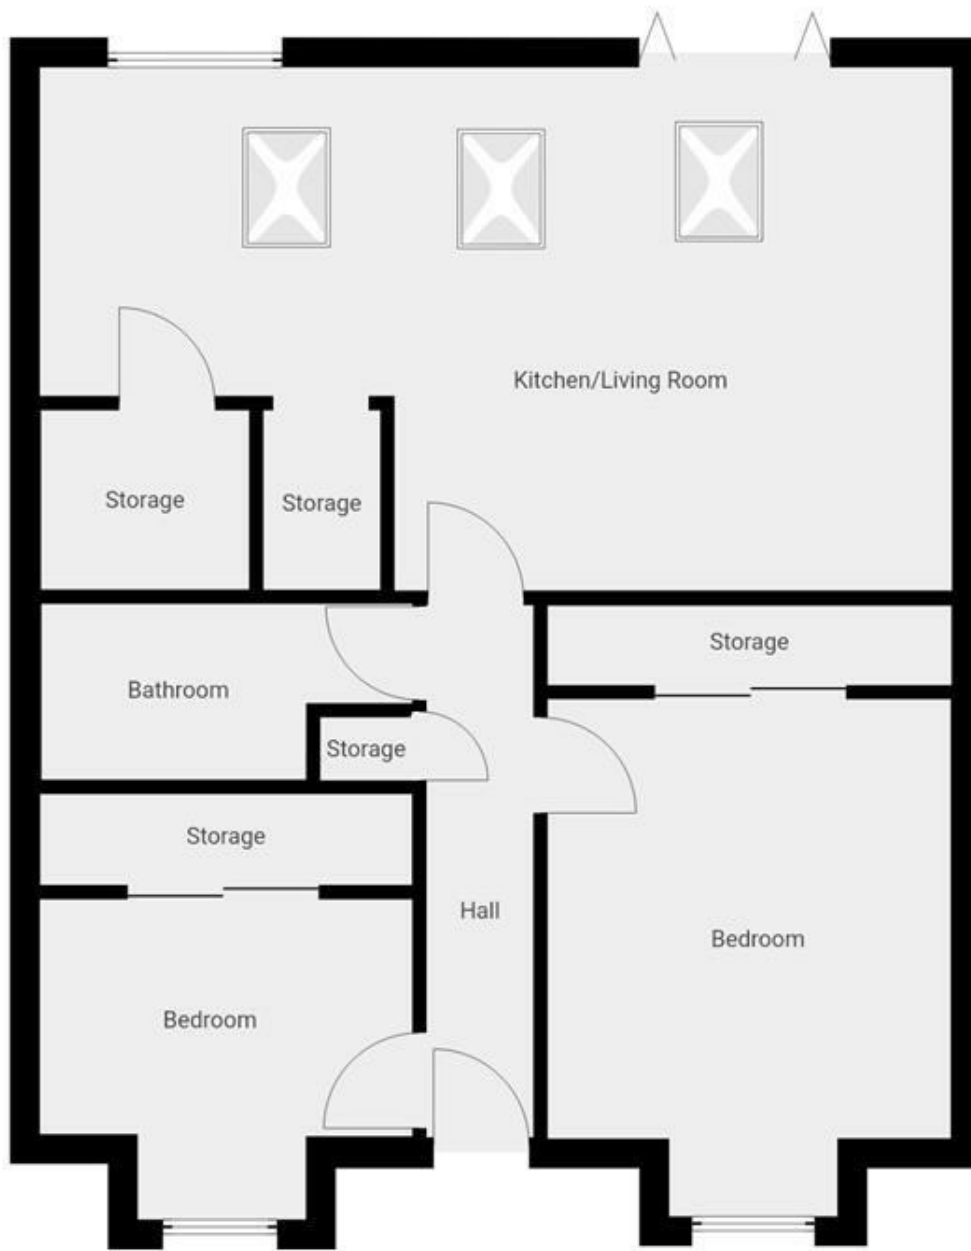 Kitchen/Living Room
Storage
Storage
Storage
Bathroom
Storage
Storage
Hall
Bedroom
Bedroom